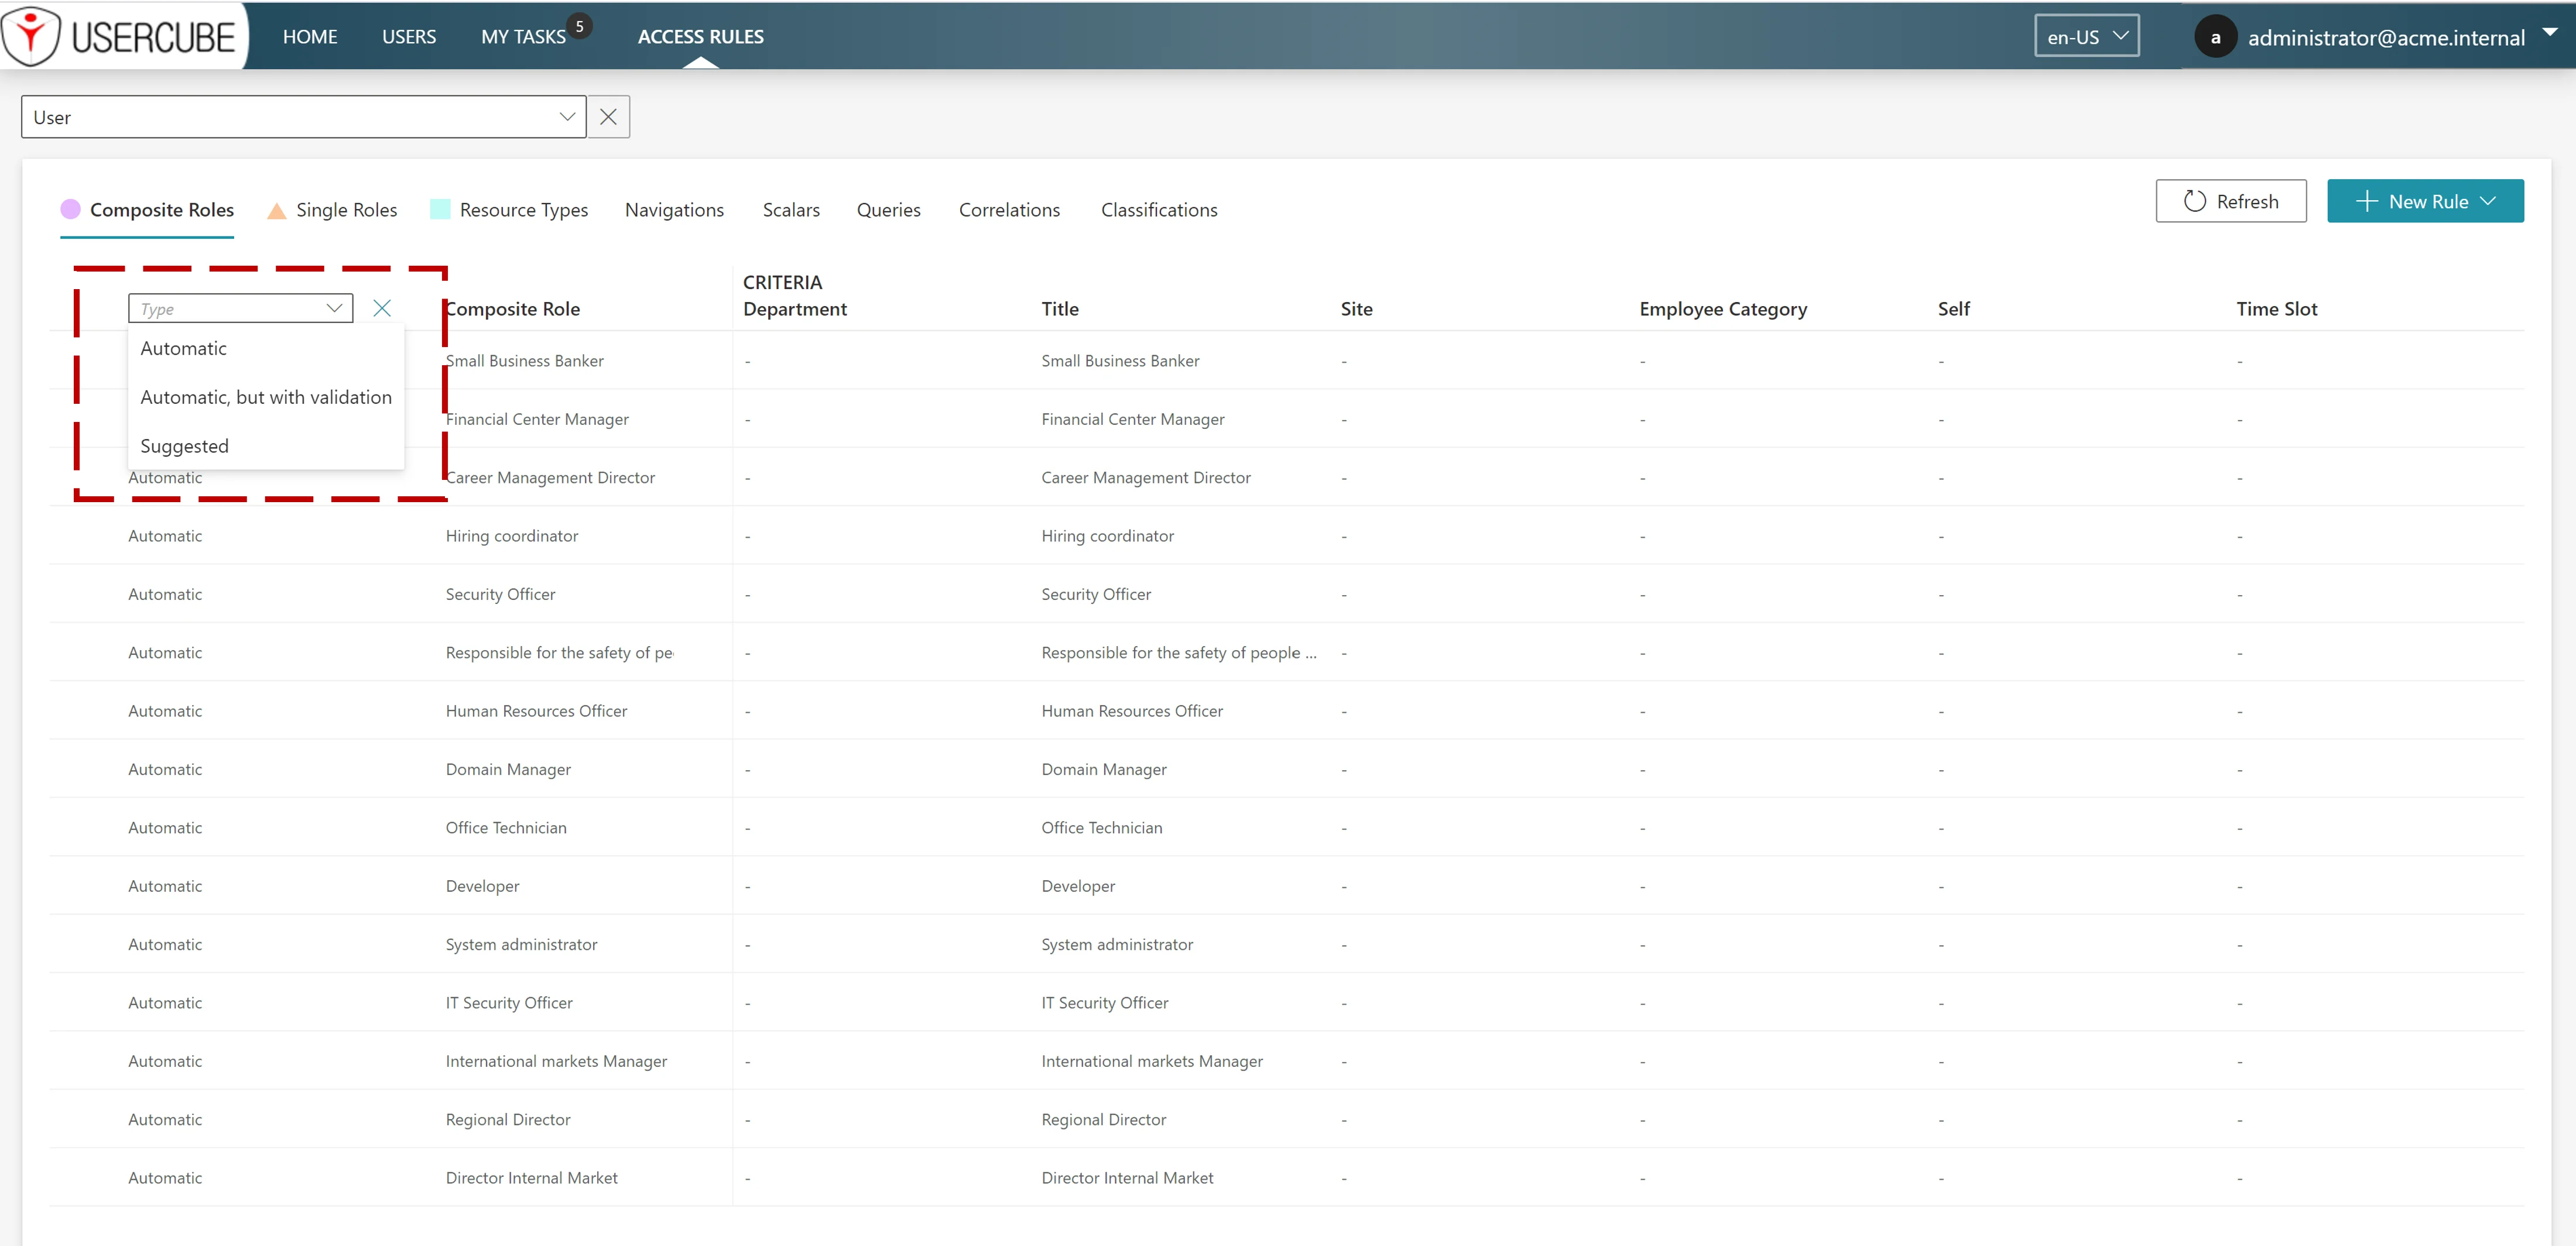 USERCUBE HOME USERS MY TASKS 5 ACCESS RULES en-US a administrator@acme.internal
User
Composite Roles Single Roles Resource Types Navigations Scalars Queries Correlations Classifications Refresh New Rule
CRITERIA
Type Composite Role Department Title Site Employee Category Self Time Slot
Automatic
Small Business Banker - Small Business Banker - - - -
Automatic, but with validation
Financial Center Manager - Financial Center Manager - - - -
Suggested
Automatic Career Management Director - Career Management Director - - - -
Automatic Hiring coordinator - Hiring coordinator - - - -
Automatic Security Officer - Security Officer - - - -
Automatic Responsible for the safety of pe - Responsible for the safety of people ... - - - -
Automatic Human Resources Officer - Human Resources Officer - - - -
Automatic Domain Manager - Domain Manager - - - -
Automatic Office Technician - Office Technician - - - -
Automatic Developer - Developer - - - -
Automatic System administrator - System administrator - - - -
Automatic IT Security Officer - IT Security Officer - - - -
Automatic International markets Manager - International markets Manager - - - -
Automatic Regional Director - Regional Director - - - -
Automatic Director Internal Market - Director Internal Market - - - -